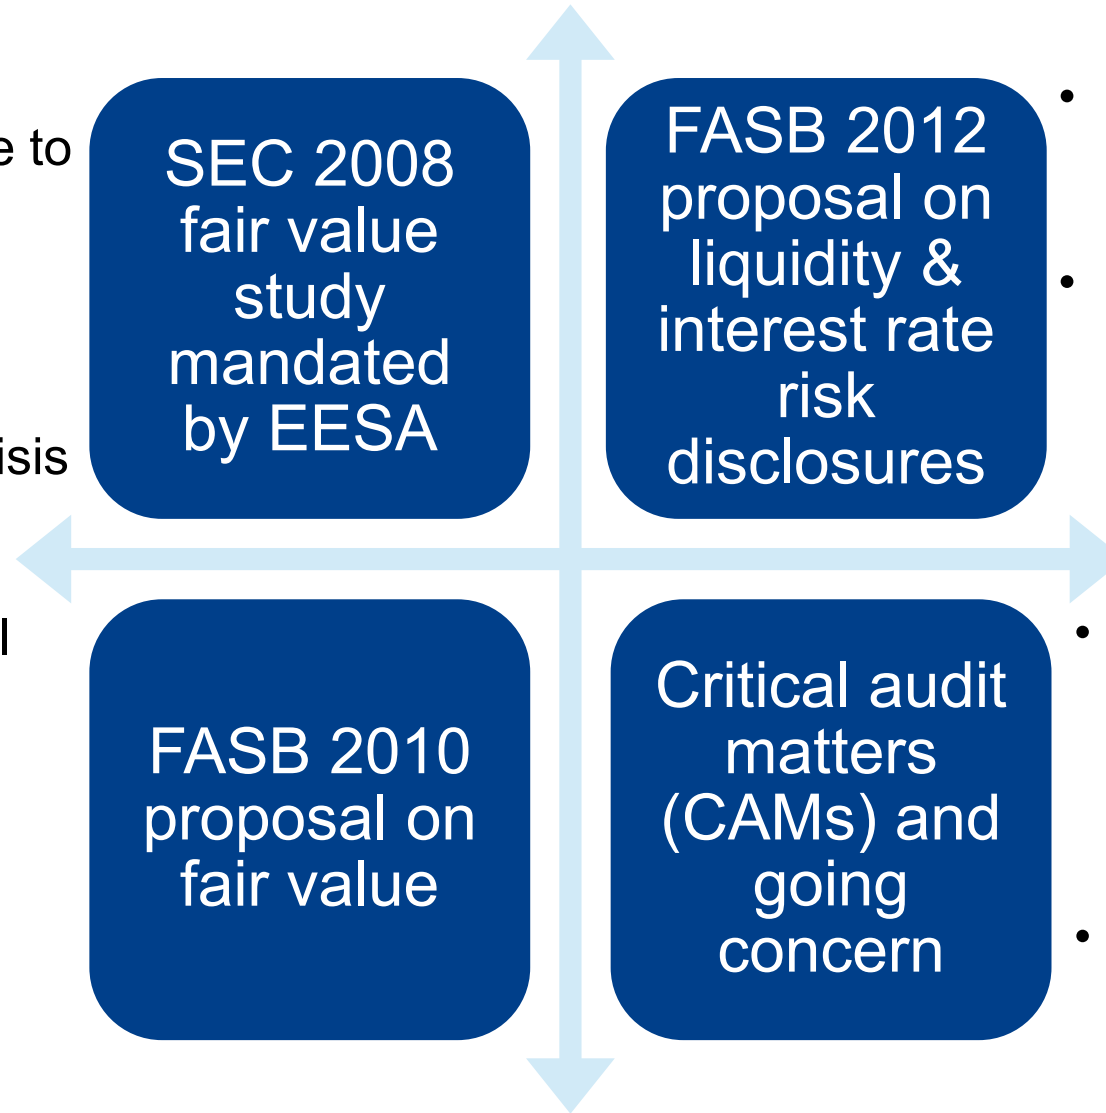 e to
isis
SEC 2008
fair value
study
mandated
by EESA
FASB 2012
proposal on
liquidity &
interest rate
risk
disclosures
•
•
l
FASB 2010
proposal on
fair value
Critical audit
matters
(CAMs) and
going
concern
•
•